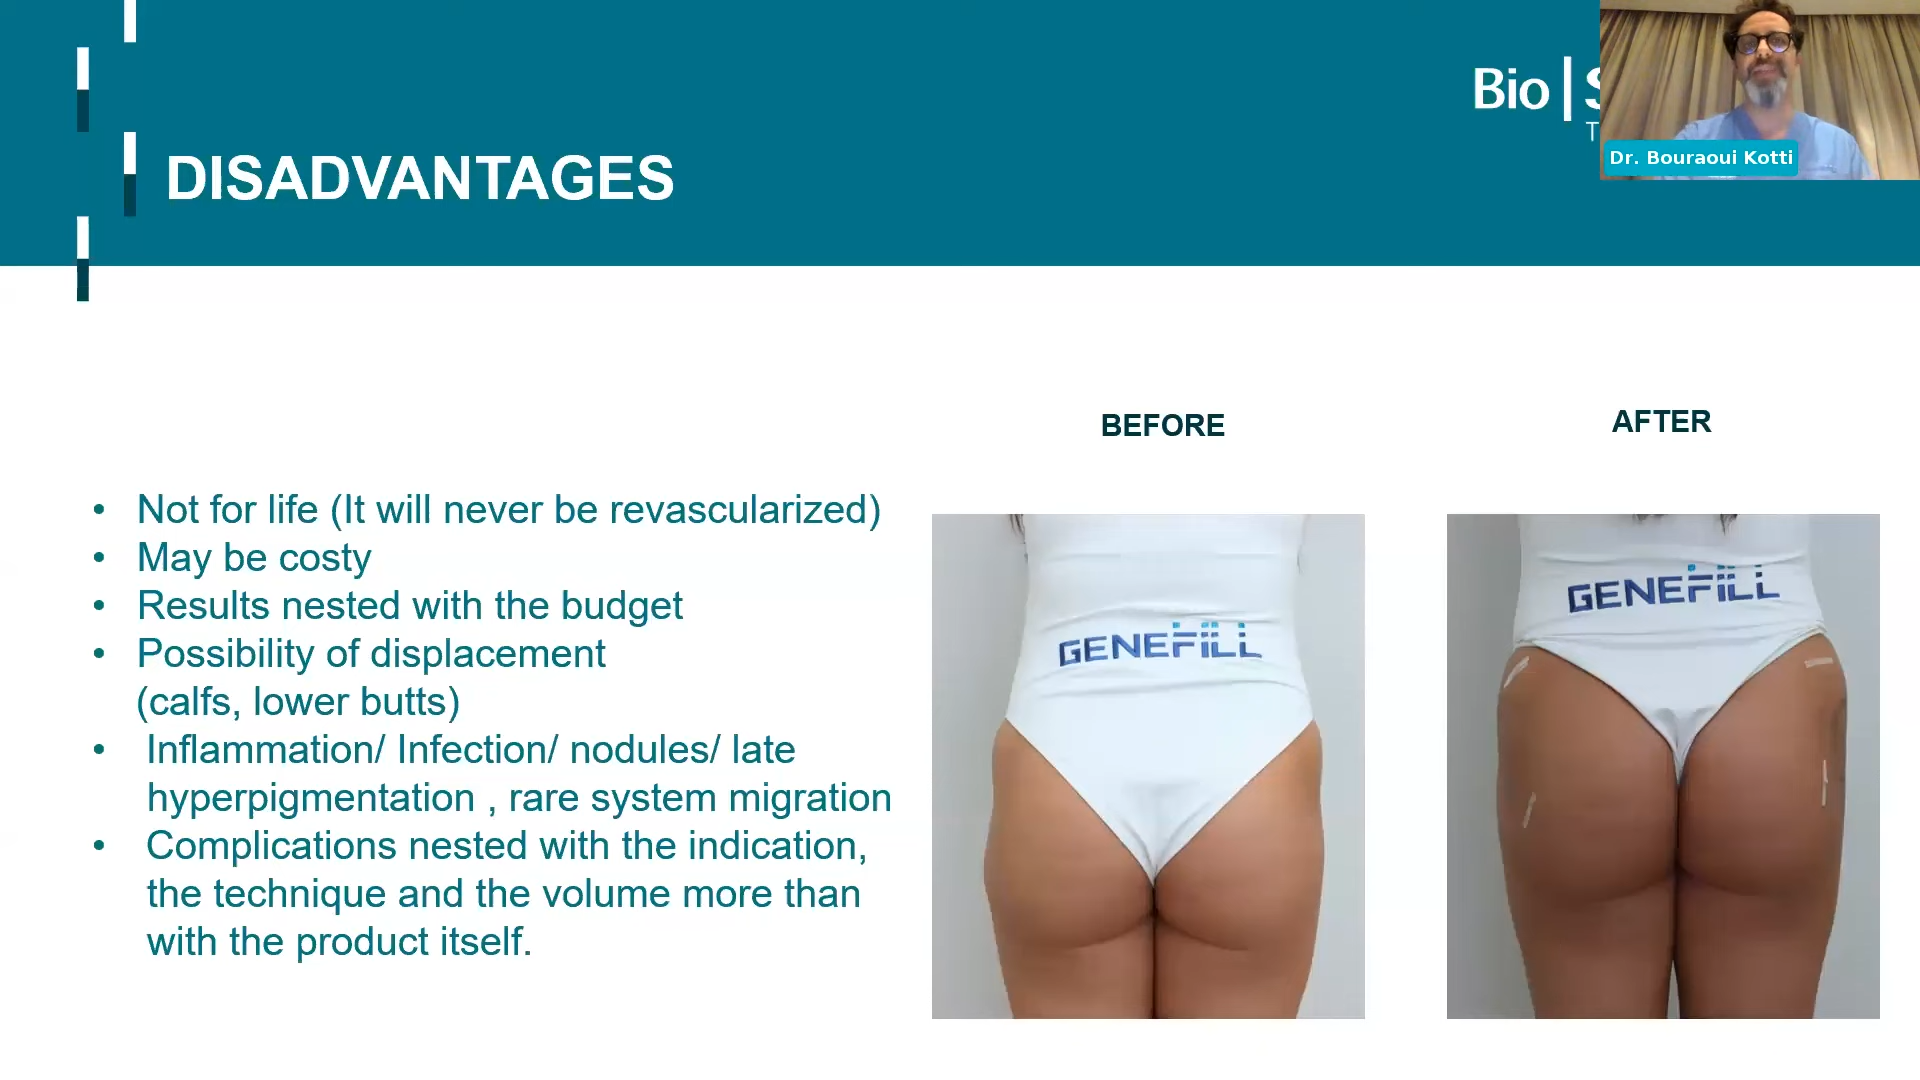 Bio
Dr. Bouraoui Kotti
DISADVANTAGES
BEFORE
AFTER
• Not for life (It will never be revascularized)
• May be costy
• Results nested with the budget
• Possibility of displacement
(calfs, lower butts)
• Inflammation/ Infection/ nodules/ late
hyperpigmentation , rare system migration
• Complications nested with the indication,
the technique and the volume more than
with the product itself.
GENEFILL
GENEFILL